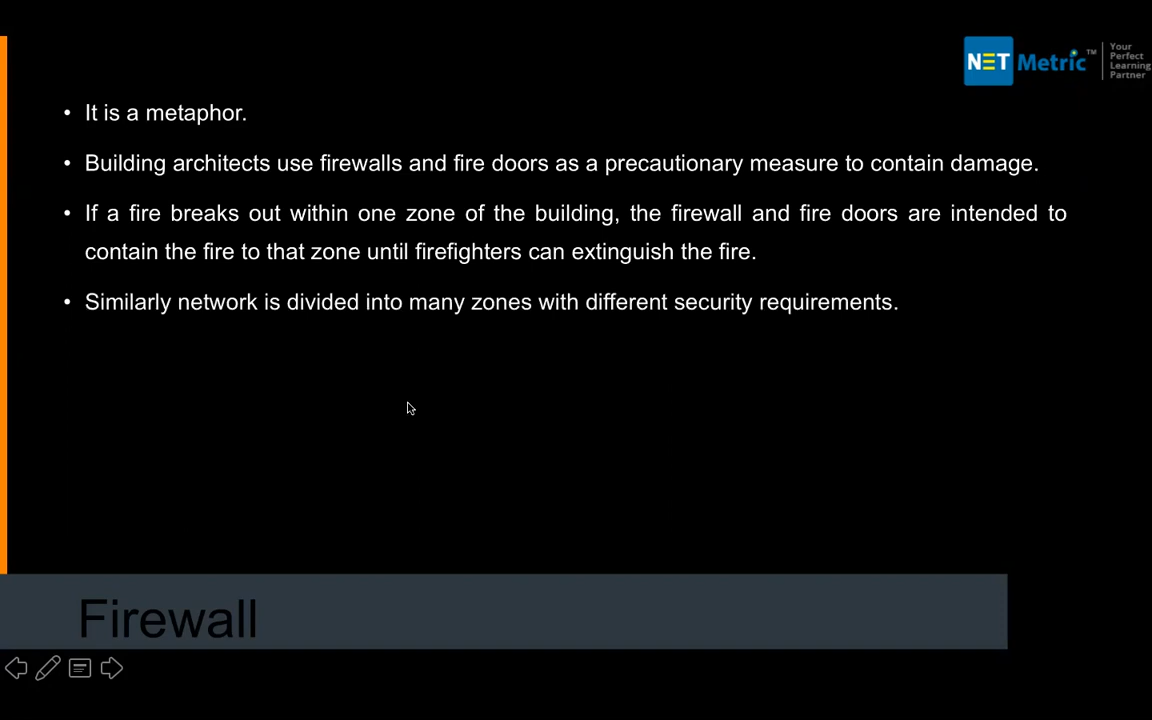 NET Metric™
Your
Perfect
Learning
Partner
• It is a metaphor.
• Building architects use firewalls and fire doors as a precautionary measure to contain damage.
• If a fire breaks out within one zone of the building, the firewall and fire doors are intended to
contain the fire to that zone until firefighters can extinguish the fire.
• Similarly network is divided into many zones with different security requirements.
Firewall